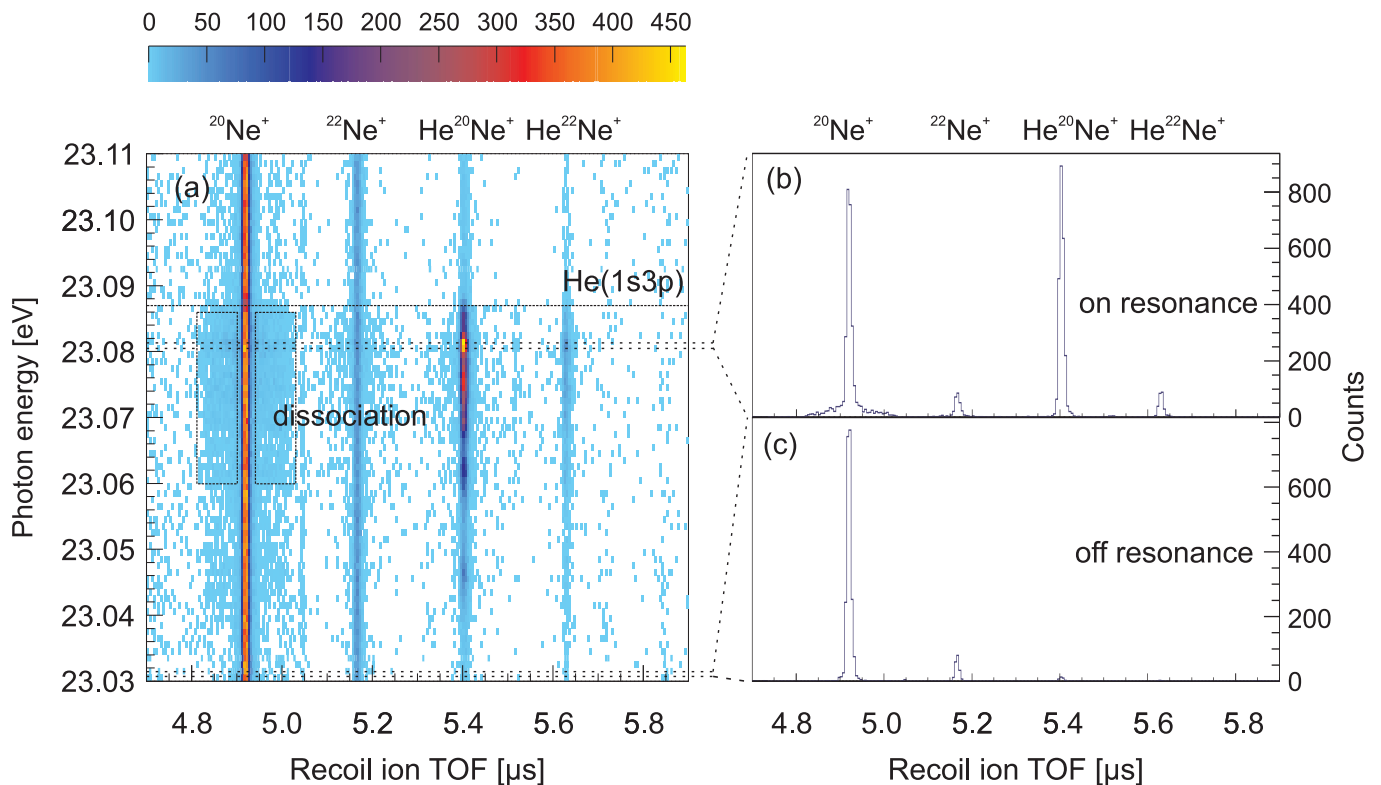 0 50 100 150 200 250 300 350 400 450
²⁰Ne⁺ ²²Ne⁺ He²⁰Ne⁺ He²²Ne⁺
(a)
He(1s3p)
dissociation
23.11
23.10
23.09
23.08
23.07
23.06
23.05
23.04
23.03
Photon energy [eV]
4.8 5.0 5.2 5.4 5.6 5.8
Recoil ion TOF [µs]
²⁰Ne⁺ ²²Ne⁺ He²⁰Ne⁺ He²²Ne⁺
(b)
on resonance
800
600
400
200
0
(c)
off resonance
600
400
200
0
Counts
4.8 5.0 5.2 5.4 5.6 5.8
Recoil ion TOF [µs]